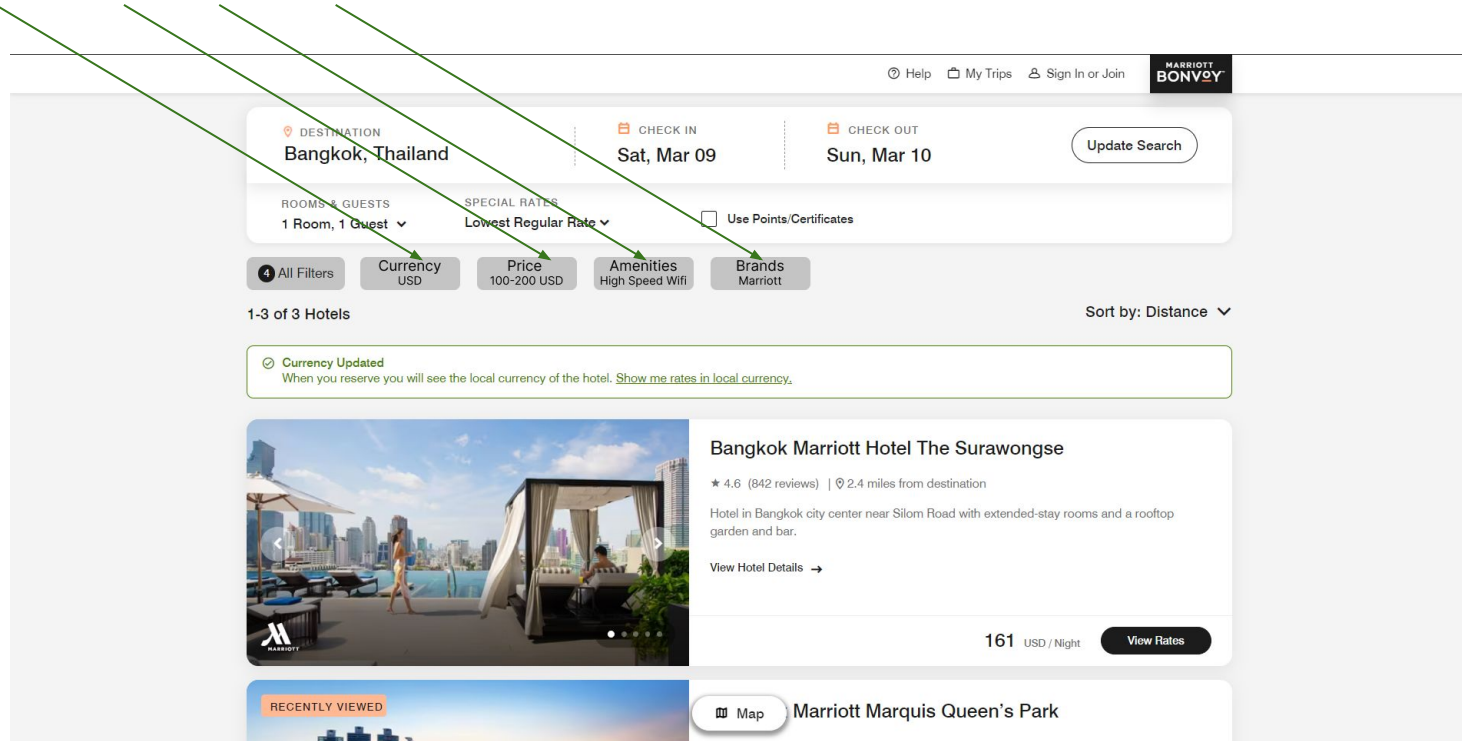 Help My Trips Sign In or Join MARRIOTT BONVOY
DESTINATION CHECK IN CHECK OUT
Bangkok, Thailand Sat, Mar 09 Sun, Mar 10 Update Search
ROOMS & GUESTS SPECIAL RATES
1 Room, 1 Guest Lowest Regular Rate Use Points/Certificates
4 All Filters Currency Price Amenities Brands
USD 100-200 USD High Speed Wifi Marriott
1-3 of 3 Hotels Sort by: Distance
Currency Updated
When you reserve you will see the local currency of the hotel. Show me rates in local currency.
Bangkok Marriott Hotel The Surawongse
4.6 (842 reviews) | 2.4 miles from destination
Hotel in Bangkok city center near Silom Road with extended-stay rooms and a rooftop
garden and bar.
View Hotel Details →
MARRIOTT
161 USD / Night View Rates
RECENTLY VIEWED
Map Marriott Marquis Queen's Park